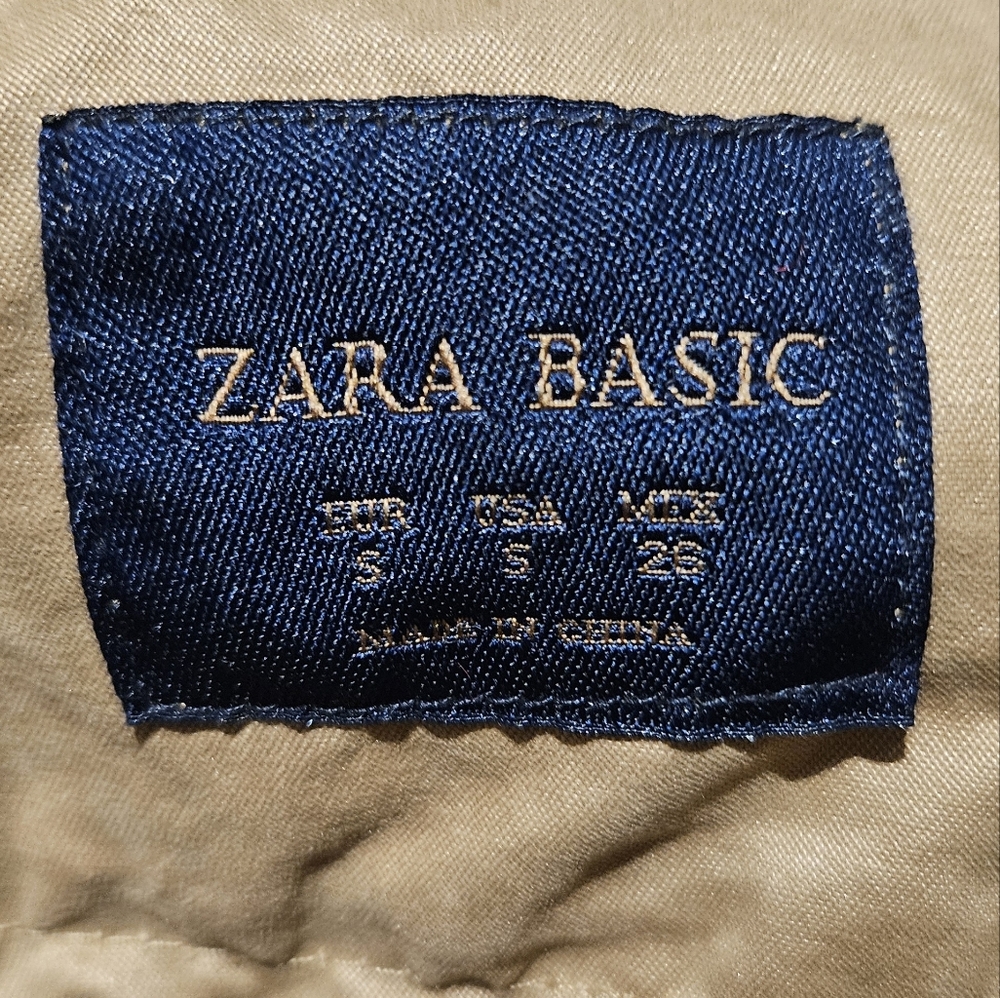 ZARA BASIC
EUR USA MEX
S S 26
MADE IN CHINA